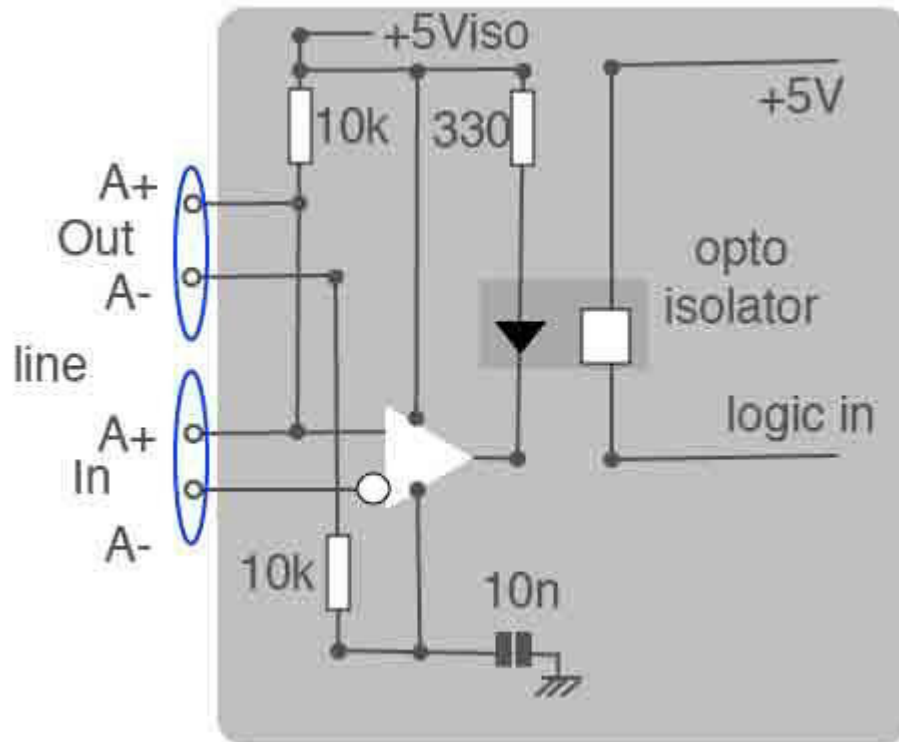 +5Viso
10k
330
+5V
A+
Out
A-
opto
isolator
line
A+
In
A-
logic in
10k
10n